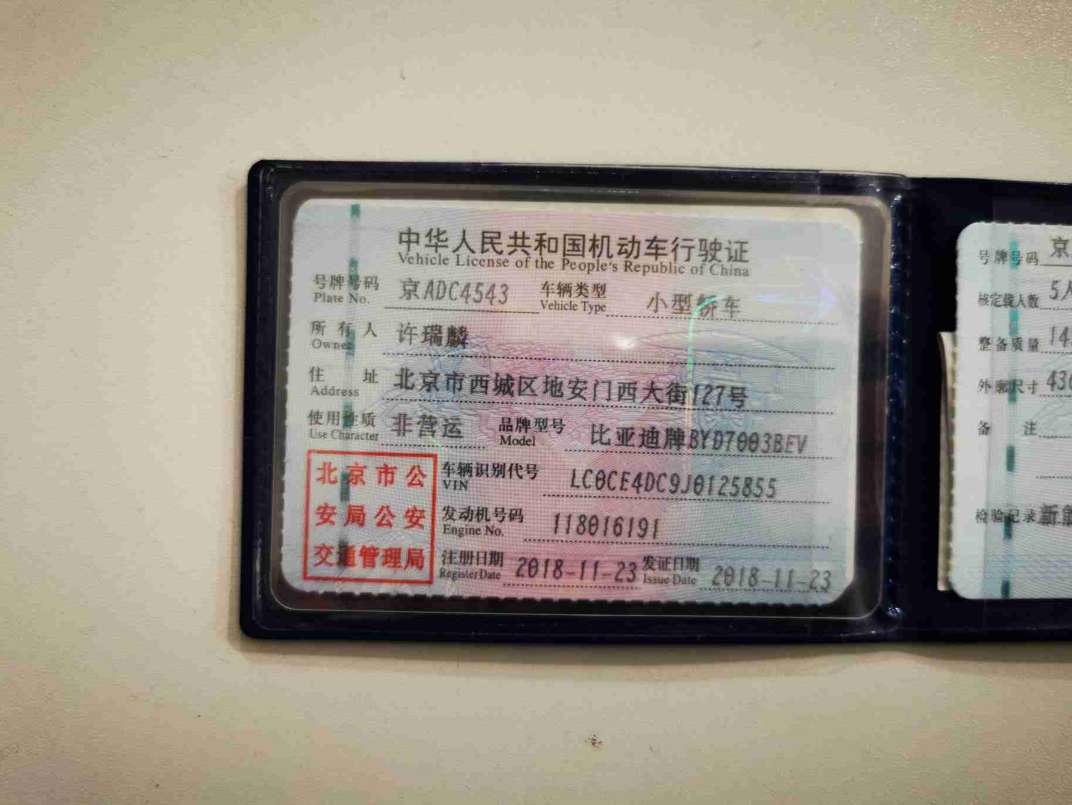 中华人民共和国机动车行驶证
Vehicle License of the People's Republic of China
号牌号码 京ADC4543 车辆类型 小型轿车
Plate No. Vehicle Type
所有人 许瑞麟
Owner
住址 北京市西城区地安门西大街127号
Address
使用性质 非营运 品牌型号 比亚迪牌BYD7003BEV
Use Character Model
北京市公
安局公安
交通管理局
车辆识别代号 LC0CE4DC9J0125855
VIN
发动机号码 118016191
Engine No.
注册日期 2018-11-23 发证日期 2018-11-23
Register Date Issue Date
号牌号码 京
核定载人数 5人
整备质量 14
外廓尺寸 43
备注
检验记录 新